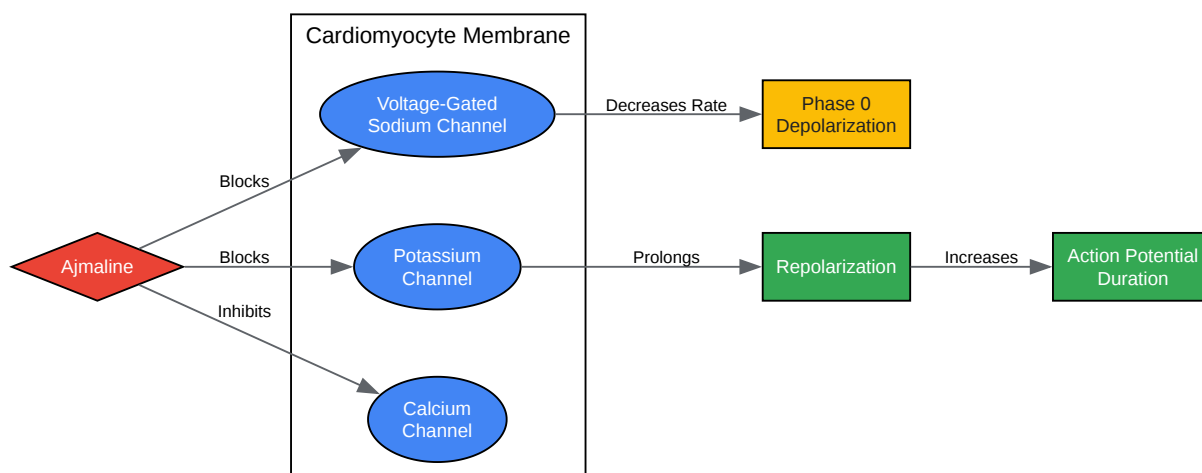 Cardiomyocyte Membrane
Voltage-Gated
Sodium Channel
Decreases Rate
Phase 0
Depolarization
Blocks
Ajmaline
Blocks
Potassium
Channel
Prolongs
Repolarization
Increases
Action Potential
Duration
Inhibits
Calcium
Channel